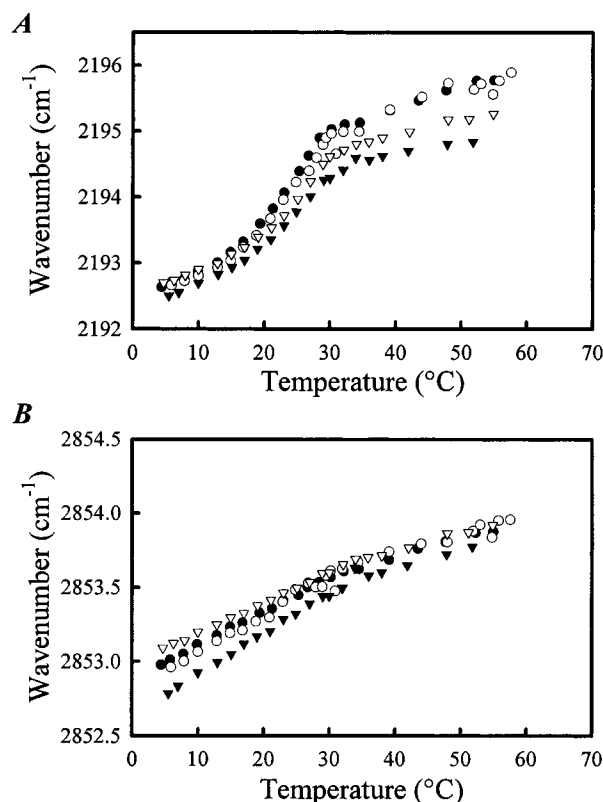 A
2196
2195
2194
2193
2192
Wavenumber (cm⁻¹)
0 10 20 30 40 50 60 70
Temperature (°C)
B
2854.5
2854.0
2853.5
2853.0
2852.5
Wavenumber (cm⁻¹)
0 10 20 30 40 50 60 70
Temperature (°C)